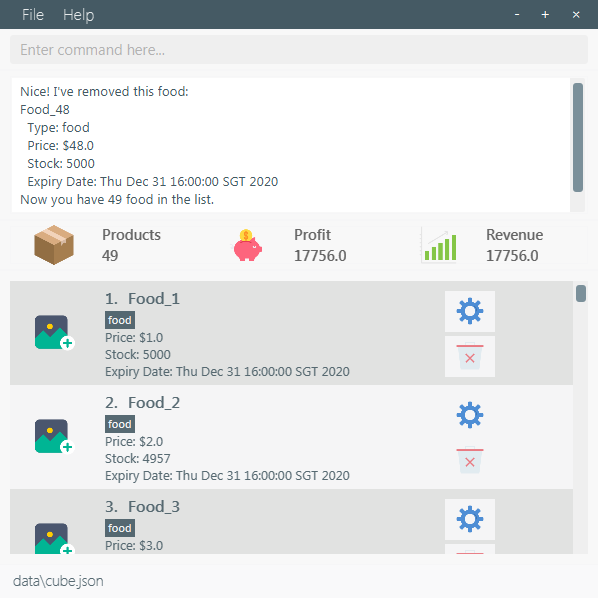 File Help - + ×
Enter command here...
Nice! I've removed this food:
Food_48
Type: food
Price: $48.0
Stock: 5000
Expiry Date: Thu Dec 31 16:00:00 SGT 2020
Now you have 49 food in the list.
Products Profit Revenue
49 17756.0 17756.0
1. Food_1
food
Price: $1.0
Stock: 5000
Expiry Date: Thu Dec 31 16:00:00 SGT 2020
2. Food_2
food
Price: $2.0
Stock: 4957
Expiry Date: Thu Dec 31 16:00:00 SGT 2020
3. Food_3
food
Price: $3.0
data\cube.json